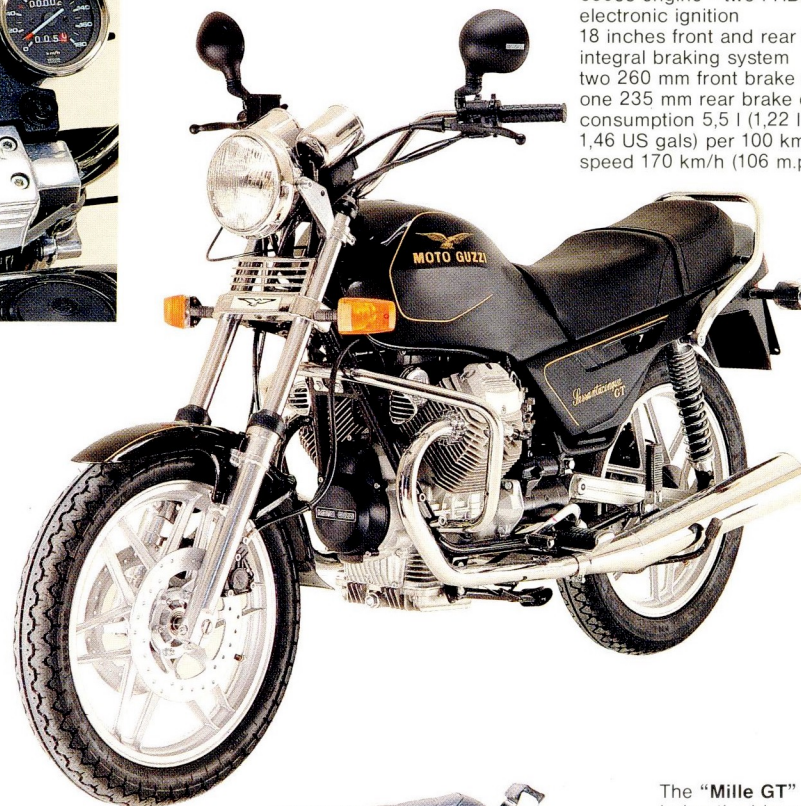 electronic ignition
18 inches front and rear
integral braking system
two 260 mm front brake
one 235 mm rear brake
consumption 5,5 l (1,22
1,46 US gals) per 100 km
speed 170 km/h (106
MOTO GUZZI
GT
The “Mille GT”